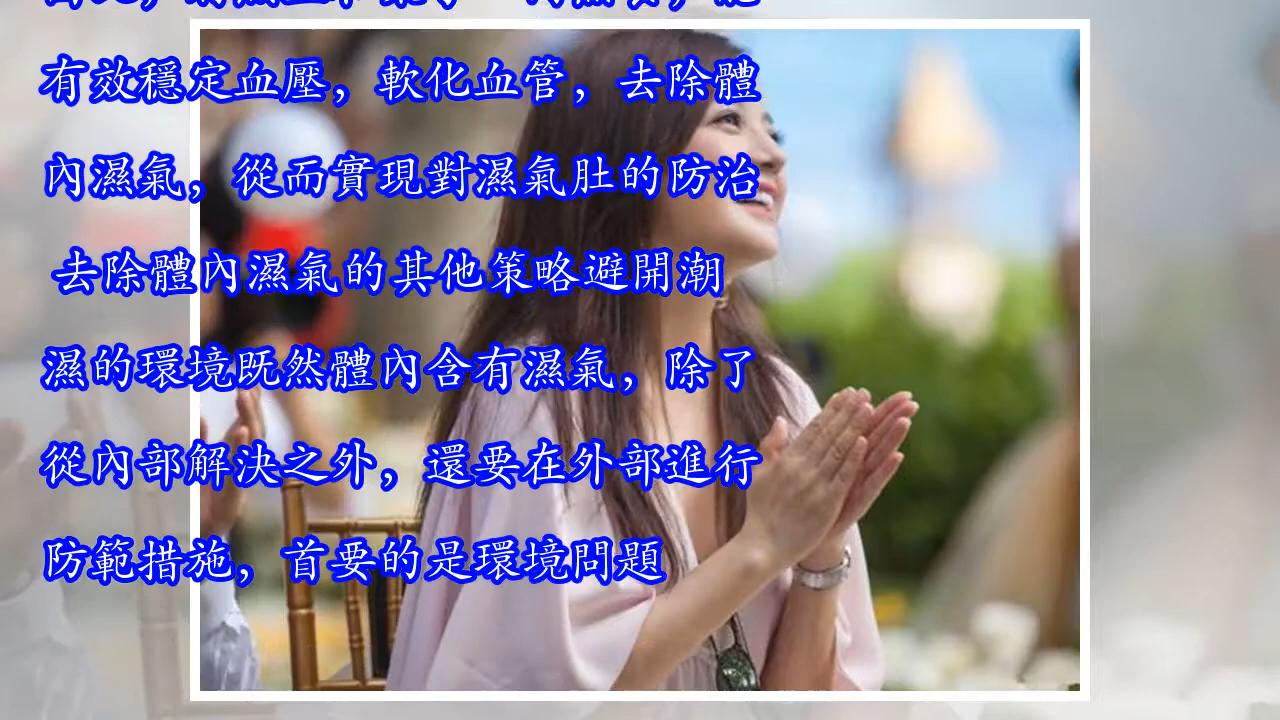 有效穩定血壓，軟化血管，去除體
內濕氣，從而實現對濕氣肚的防治
去除體內濕氣的其他策略避開潮
濕的環境既然體內含有濕氣，除了
從內部解決之外，還要在外部進行
防範措施，首要的是環境問題